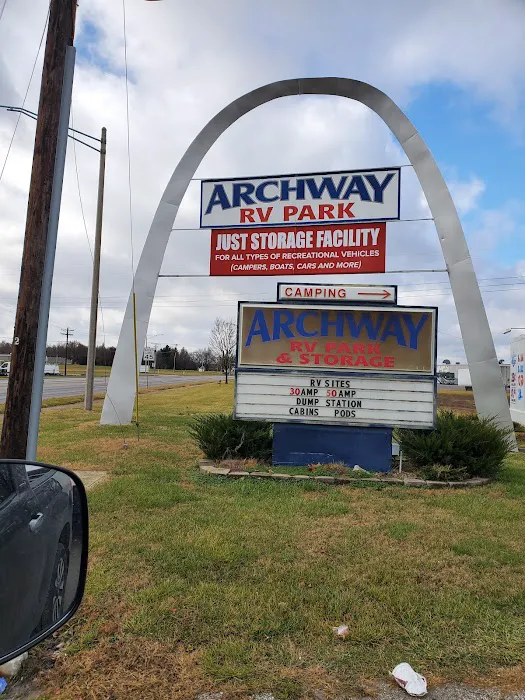 ARCHWAY
RV PARK
JUST STORAGE FACILITY
FOR ALL TYPES OF RECREATIONAL VEHICLES
(CAMPERS, BOATS, CARS AND MORE)
CAMPING
ARCHWAY
RV PARK
& STORAGE
RV SITES
30AMP 50AMP
DUMP STATION
CABINS PODS